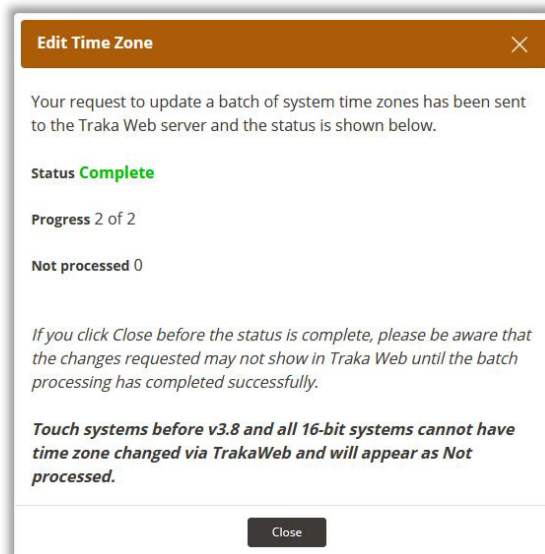 Edit Time Zone
Your request to update a batch of system time zones has been sent
to the Traka Web server and the status is shown below.
Status Complete
Progress 2 of 2
Not processed 0
If you click Close before the status is complete, please be aware that
the changes requested may not show in Traka Web until the batch
processing has completed successfully.
Touch systems before v3.8 and all 16-bit systems cannot have
time zone changed via TrakaWeb and will appear as Not
processed.
Close